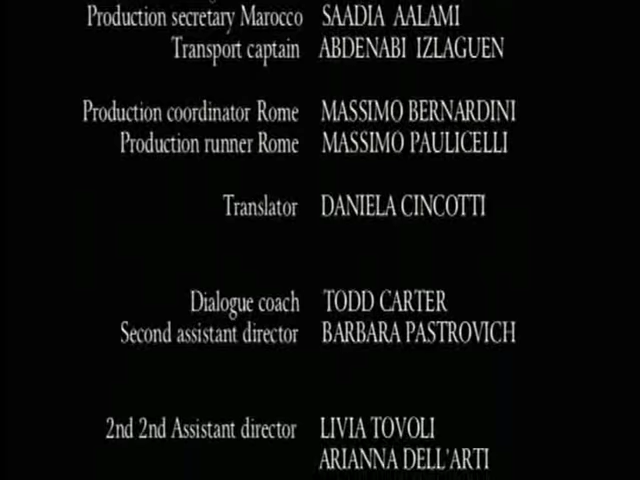 Production secretary Marocco SAADIA AALAMI
Transport captain ABDENABI IZLAGUEN
Production coordinator Rome MASSIMO BERNARDINI
Production runner Rome MASSIMO PAULICELLI
Translator DANIELA CINCOTTI
Dialogue coach TODD CARTER
Second assistant director BARBARA PASTROVICH
2nd 2nd Assistant director LIVIA TOVOLI
ARIANNA DELL'ARTI